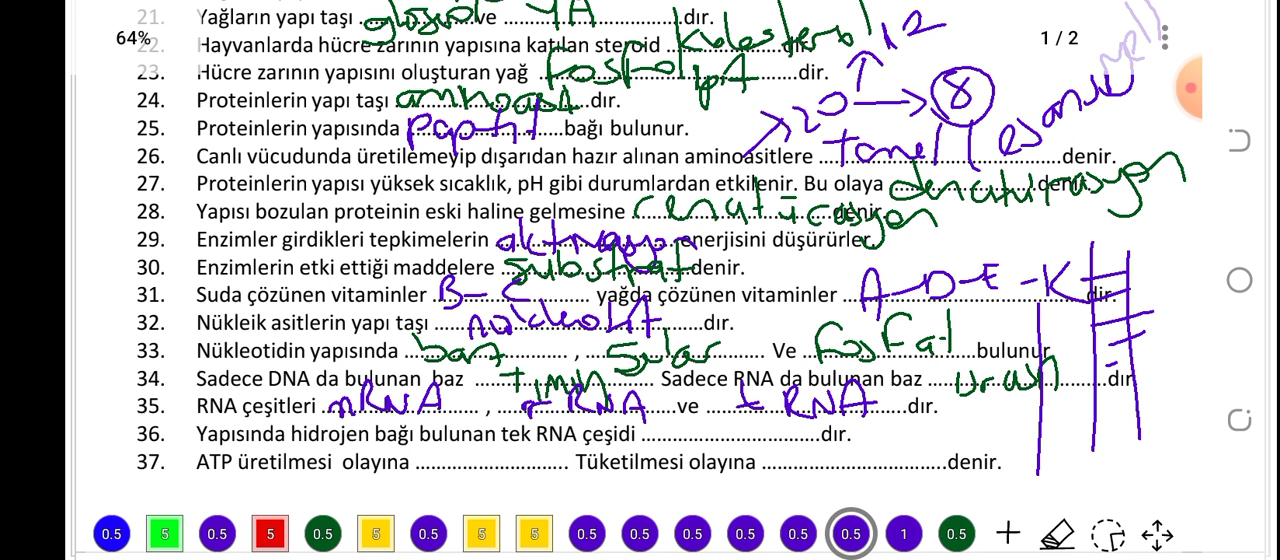 21. Yağların yapı taşı ..gliserol..ve ....YA....................dır.
64%
1 / 2
22. Hayvanlarda hücre zarının yapısına katılan steroid ..kolesterol..dir.
12
23. Hücre zarının yapısını oluşturan yağ ..fosfolipit..............dir.
24. Proteinlerin yapı taşı aminoasit..dır.
20 → 8
25. Proteinlerin yapısında peptit....bağı bulunur.
26. Canlı vücudunda üretilemeyip dışarıdan hazır alınan aminoasitlere ..temel (esansiyel)..............denir.
27. Proteinlerin yapısı yüksek sıcaklık, pH gibi durumlardan etkilenir. Bu olaya denatürasyon denir.
28. Yapısı bozulan proteinin eski haline gelmesine renatürasyon denir.
29. Enzimler girdikleri tepkimelerin aktivasyon enerjisini düşürürler.
30. Enzimlerin etki ettiği maddelere ..substrat denir.
31. Suda çözünen vitaminler ..B-C............ yağda çözünen vitaminler ...A-D-E-K.....dir.
32. Nükleik asitlerin yapı taşı ......nükleotit........dır.
33. Nükleotidin yapısında ..baz.............. , ..şeker............ Ve ..fosfat.........bulunur.
34. Sadece DNA da bulunan baz ......timin................ Sadece RNA da bulunan baz ......urasil..........dır
35. RNA çeşitleri mRNA......... , ......rRNA......ve .......tRNA........dır.
36. Yapısında hidrojen bağı bulunan tek RNA çeşidi ....................................dır.
37. ATP üretilmesi olayına ............................... Tüketilmesi olayına .....................................denir.
0.5 5 0.5 5 0.5 5 0.5 5 5 0.5 0.5 0.5 0.5 0.5 0.5 1 0.5